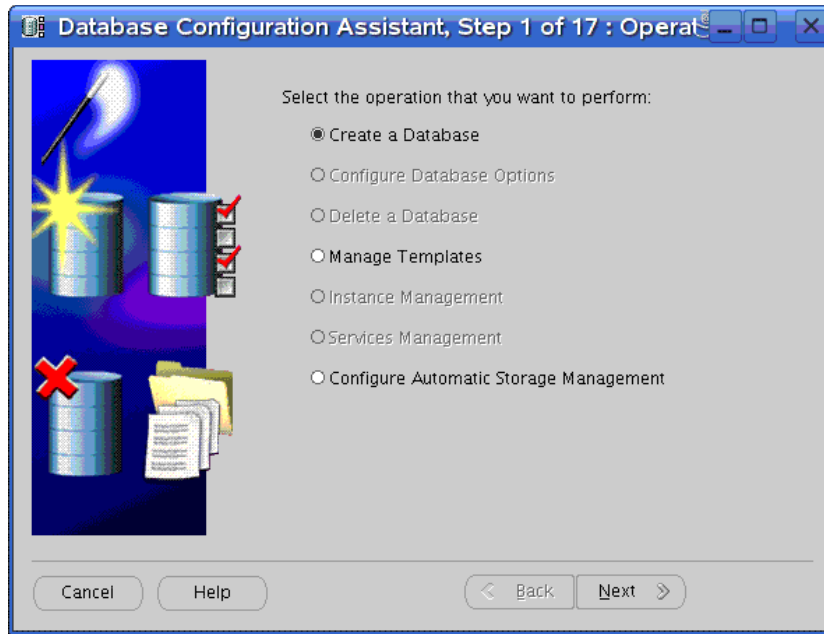 Database Configuration Assistant, Step 1 of 17 : Operat
Select the operation that you want to perform:
Create a Database
Configure Database Options
Delete a Database
Manage Templates
Instance Management
Services Management
Configure Automatic Storage Management
Cancel
Help
Back
Next